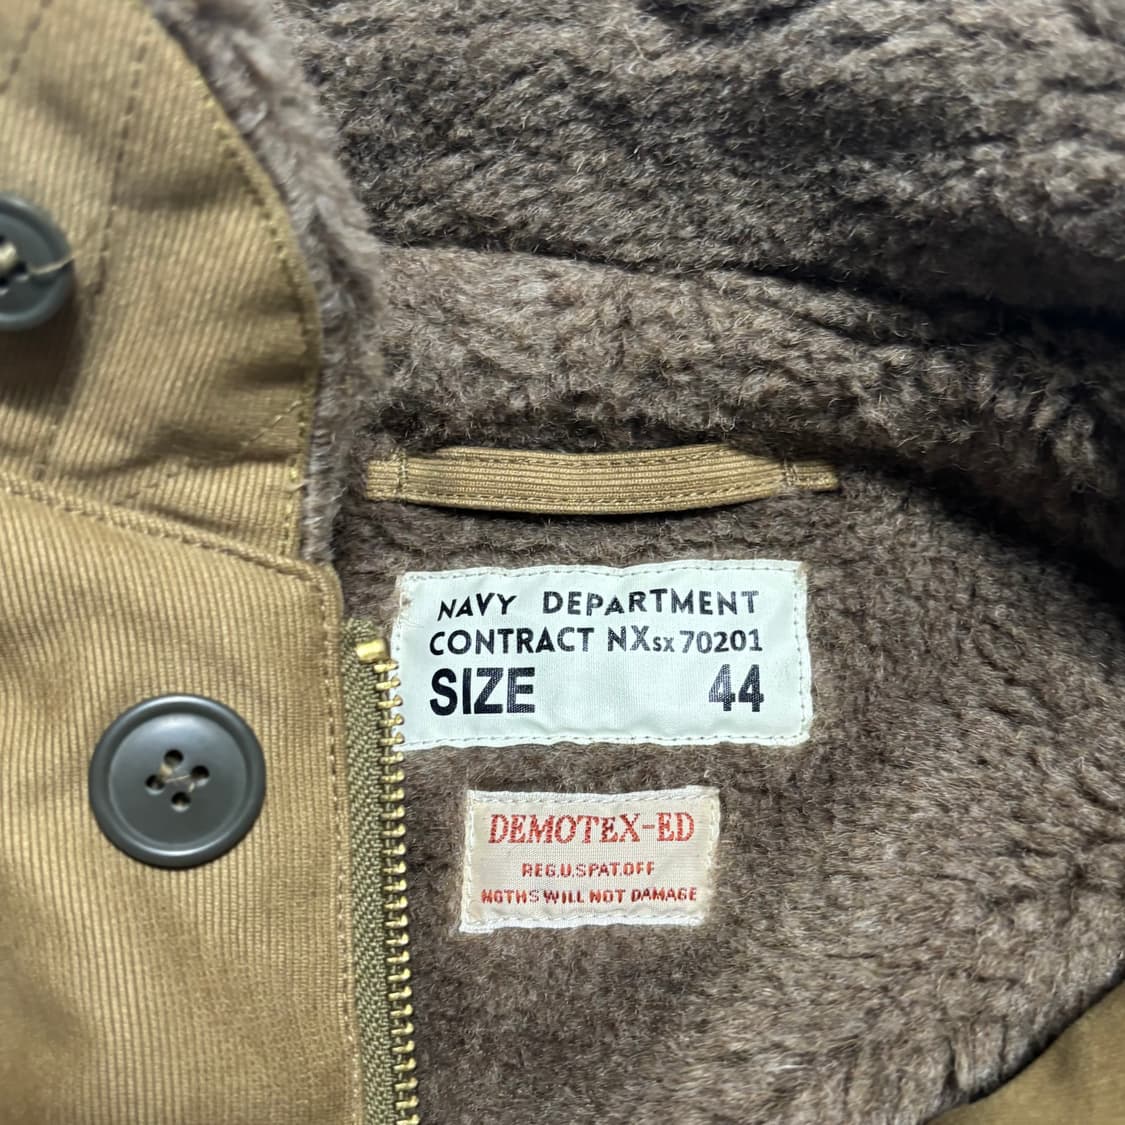 NAVY DEPARTMENT
CONTRACT NXsx 70201
SIZE 44
DEMOTEX-ED
REG.U.S.PAT.OFF
MOTHS WILL NOT DAMAGE